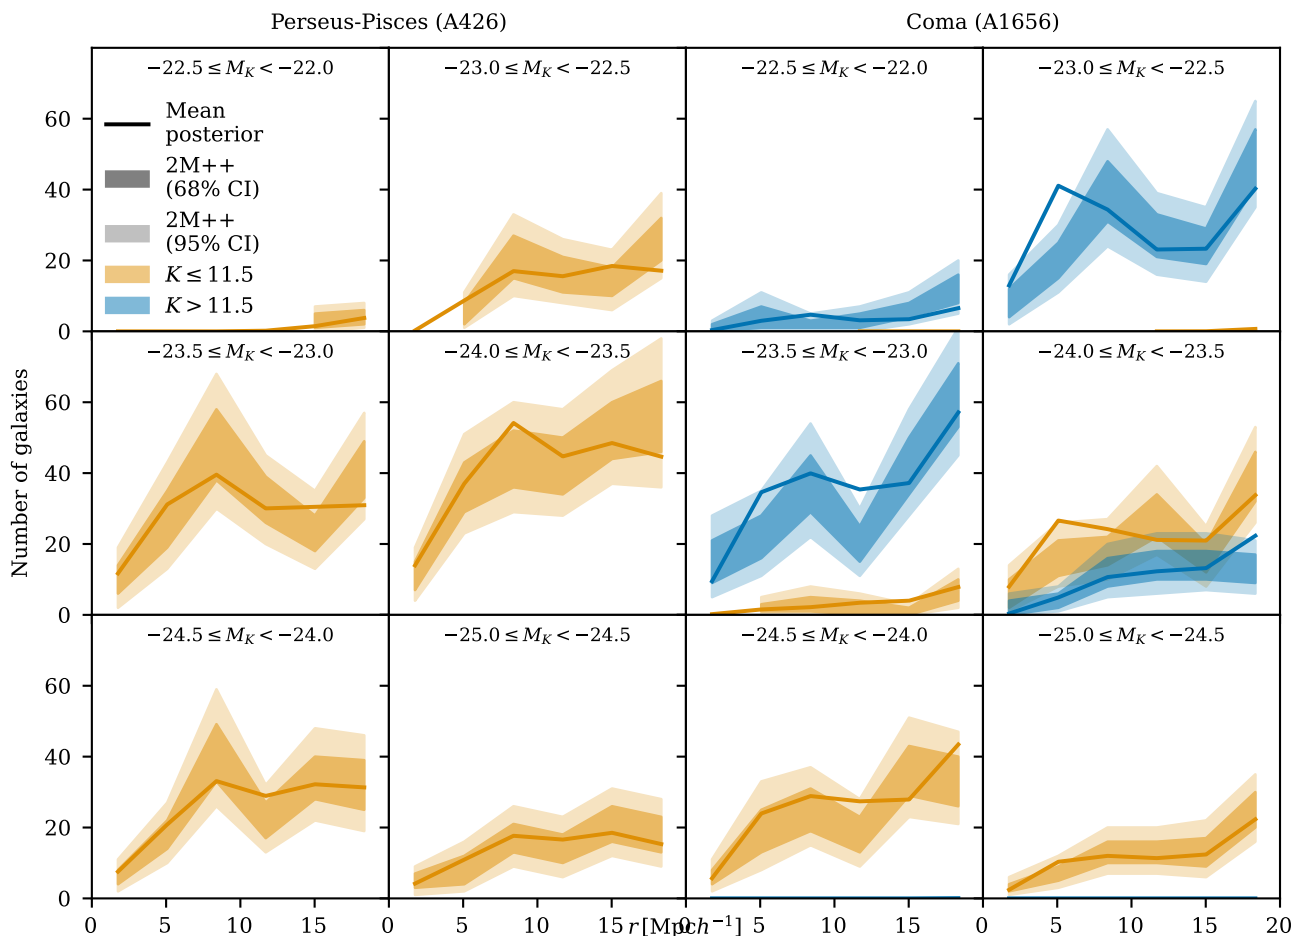 Perseus-Pisces (A426) Coma (A1656)
−22.5 ≤ M_K < −22.0 −23.0 ≤ M_K < −22.5 −22.5 ≤ M_K < −22.0 −23.0 ≤ M_K < −22.5
Mean
posterior
2M++
(68% CI)
2M++
(95% CI)
K ≤ 11.5
K > 11.5
60
40
20
0
−23.5 ≤ M_K < −23.0 −24.0 ≤ M_K < −23.5 −23.5 ≤ M_K < −23.0 −24.0 ≤ M_K < −23.5
60
40
20
0
Number of galaxies
−24.5 ≤ M_K < −24.0 −25.0 ≤ M_K < −24.5 −24.5 ≤ M_K < −24.0 −25.0 ≤ M_K < −24.5
60
40
20
0
0 5 10 15 0 5 10 15 0 5 10 15 0 5 10 15 20
r [Mpch⁻¹]